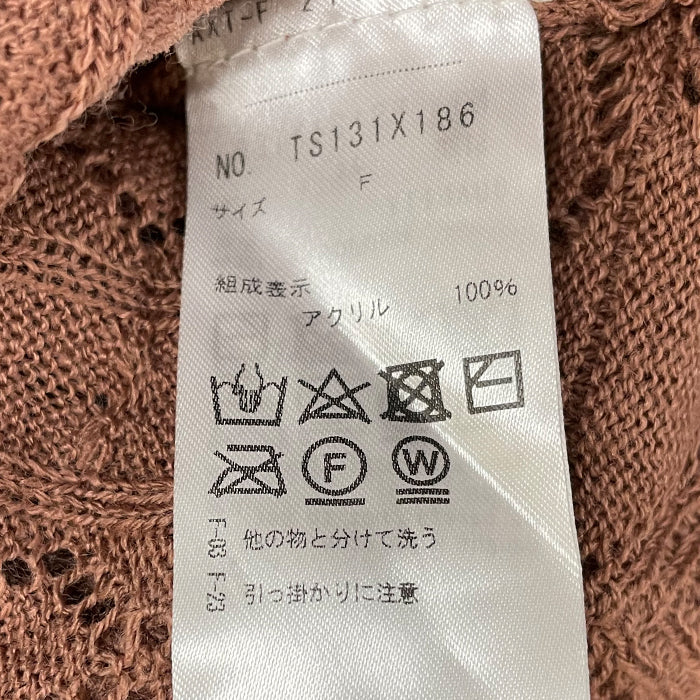 NO. TS131X186
サイズ F
組成表示
アクリル 100%
F
W
F-03 他の物と分けて洗う
F-23 引っ掛かりに注意